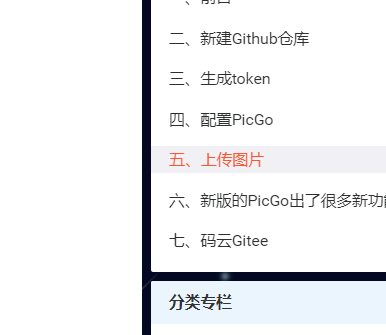 二、新建Github仓库
三、生成token
四、配置PicGo
五、上传图片
六、新版的PicGo出了很多新功
七、码云Gitee
分类专栏